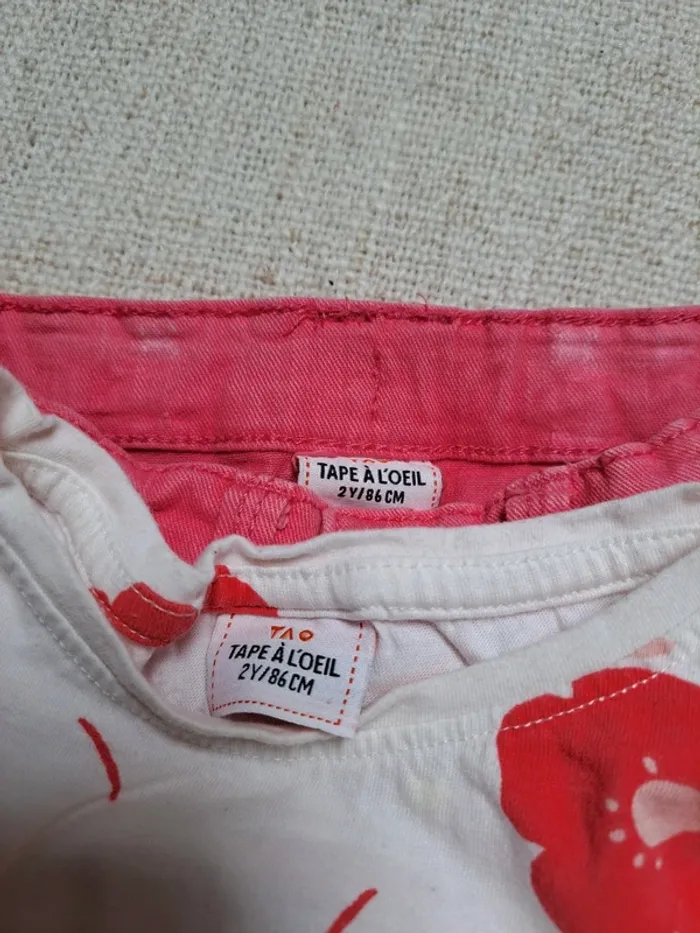 TAPE À L'OEIL
2Y/86CM
TAO
TAPE À L'OEIL
2Y/86CM